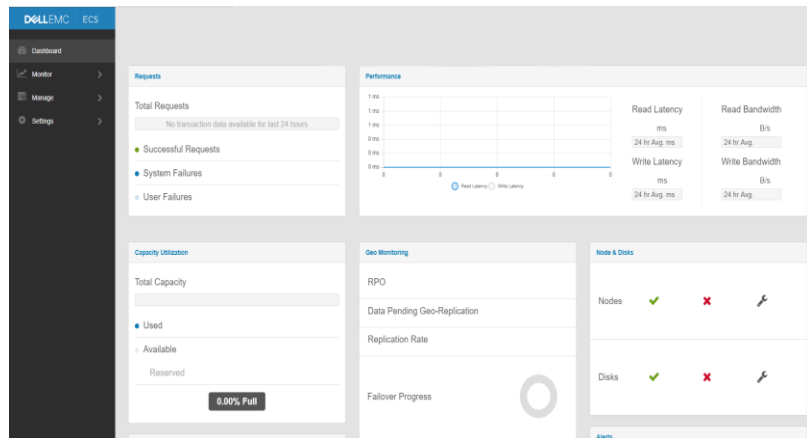 DELLEMC ECS
Dashboard
Monitor
Manage
Settings
Requests
Total Requests
No transaction data available for last 24 hours
Successful Requests
System Failures
User Failures
Performance
1 ms
1 ms
1 ms
0 ms
0 ms
0 ms
0 0 0 0 0
Read Latency Write Latency
Read Latency Read Bandwidth
ms B/s
24 hr Avg. ms 24 hr Avg.
Write Latency Write Bandwidth
ms B/s
24 hr Avg. ms 24 hr Avg.
Capacity Utilization
Total Capacity
Used
Available
Reserved
0.00% Full
Geo Monitoring
RPO
Data Pending Geo-Replication
Replication Rate
Failover Progress
Node & Disks
Nodes
Disks
Alerts